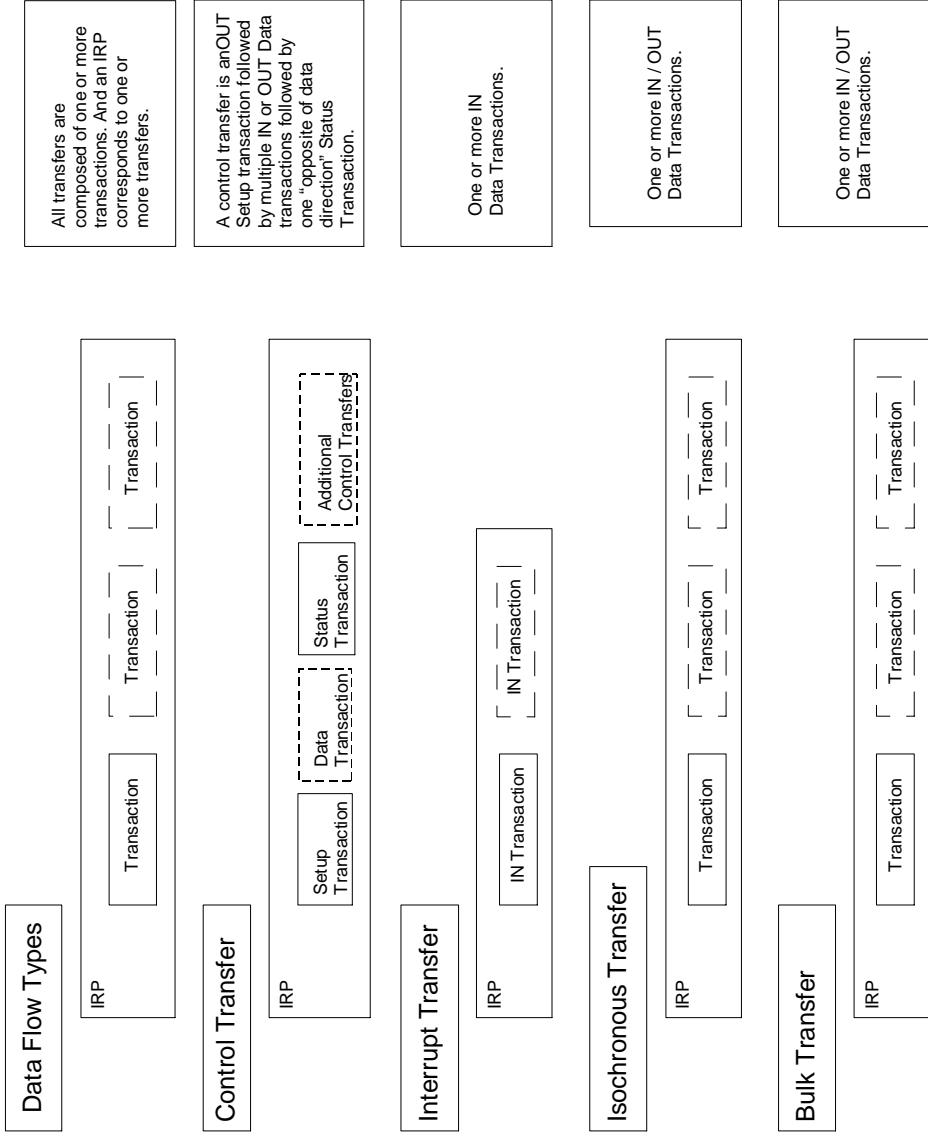 Data Flow Types
IRP
Transaction
Transaction
Transaction
All transfers are
composed of one or more
transactions. And an IRP
corresponds to one or
more transfers.
Control Transfer
IRP
Setup
Transaction
Data
Transaction
Status
Transaction
Additional
Control Transfers
A control transfer is anOUT
Setup transaction followed
by multiple IN or OUT Data
transactions followed by
one “opposite of data
direction” Status
Transaction.
Interrupt Transfer
IRP
IN Transaction
IN Transaction
One or more IN
Data Transactions.
Isochronous Transfer
IRP
Transaction
Transaction
Transaction
One or more IN / OUT
Data Transactions.
Bulk Transfer
IRP
Transaction
Transaction
Transaction
One or more IN / OUT
Data Transactions.